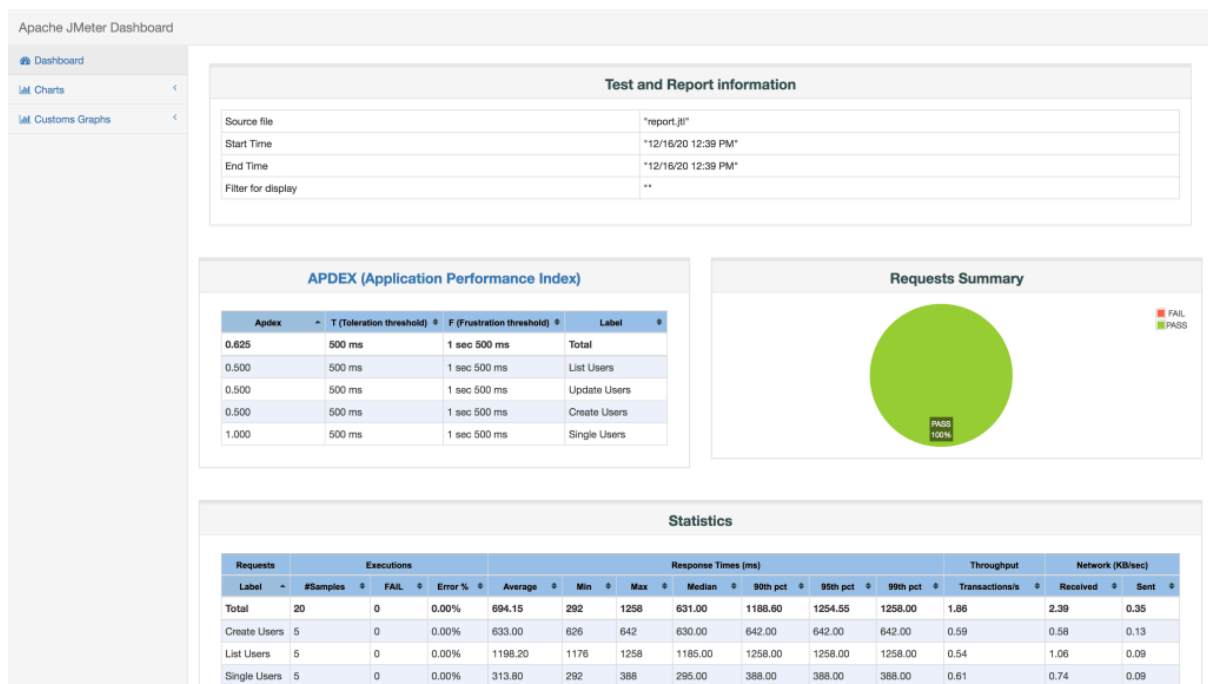 Apache JMeter Dashboard
Dashboard
Charts
Customs Graphs
Test and Report information
Source file "report.jtl"
Start Time "12/16/20 12:39 PM"
End Time "12/16/20 12:39 PM"
Filter for display ""
APDEX (Application Performance Index)
Apdex T (Toleration threshold) F (Frustration threshold) Label
0.625 500 ms 1 sec 500 ms Total
0.500 500 ms 1 sec 500 ms List Users
0.500 500 ms 1 sec 500 ms Update Users
0.500 500 ms 1 sec 500 ms Create Users
1.000 500 ms 1 sec 500 ms Single Users
Requests Summary
FAIL
PASS
PASS
100%
Statistics
Requests Executions Response Times (ms) Throughput Network (KB/sec)
Label #Samples FAIL Error % Average Min Max Median 90th pct 95th pct 99th pct Transactions/s Received Sent
Total 20 0 0.00% 694.15 292 1258 631.00 1188.60 1254.55 1258.00 1.86 2.39 0.35
Create Users 5 0 0.00% 633.00 626 642 630.00 642.00 642.00 642.00 0.59 0.58 0.13
List Users 5 0 0.00% 1198.20 1176 1258 1185.00 1258.00 1258.00 1258.00 0.54 1.06 0.09
Single Users 5 0 0.00% 313.80 292 388 295.00 388.00 388.00 388.00 0.61 0.74 0.09